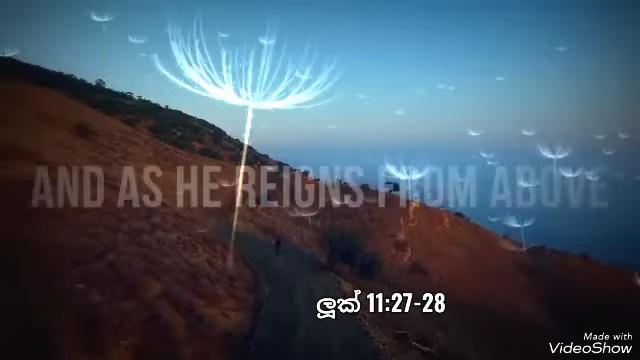 AND AS HE REIGNS FROM ABOVE
ලූක් 11:27-28
Made with
VideoShow